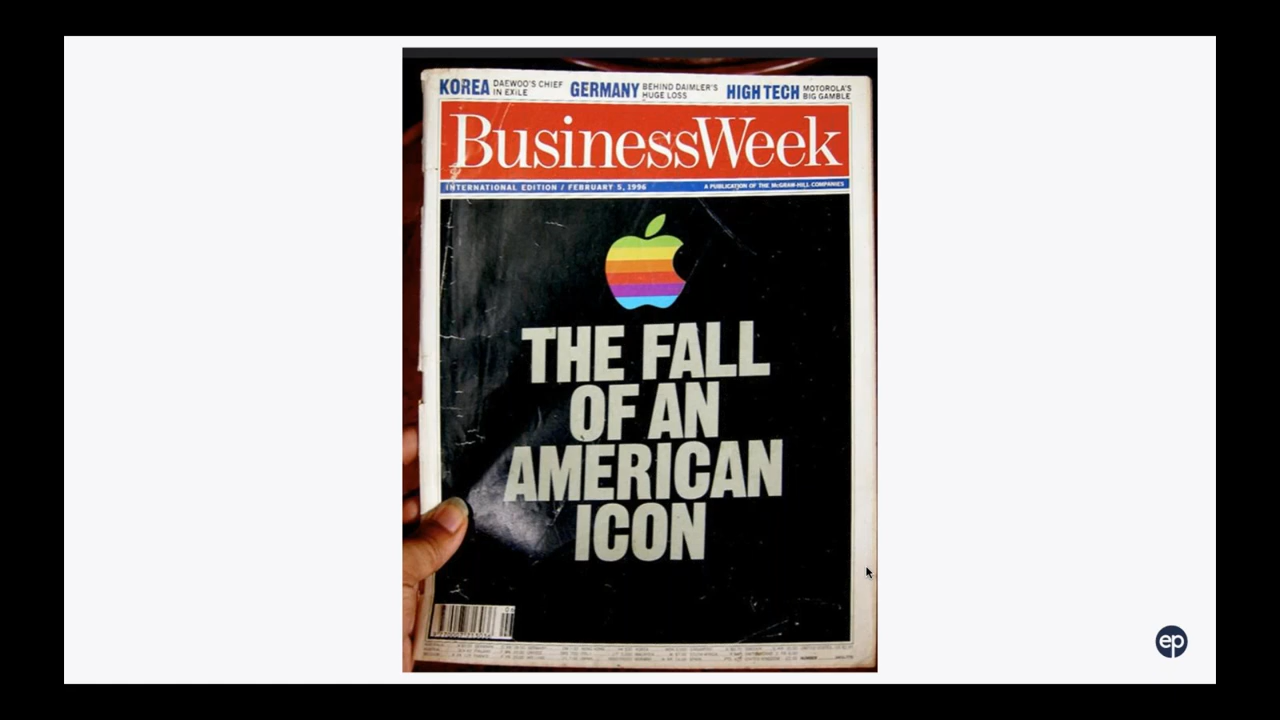 KOREA DAEWOO'S CHIEF IN EXILE
GERMANY BEHIND DAIMLER'S HUGE LOSS
HIGH TECH MOTOROLA'S BIG GAMBLE
BusinessWeek
INTERNATIONAL EDITION / FEBRUARY 5, 1996
A PUBLICATION OF THE McGRAW-HILL COMPANIES
THE FALL
OF AN
AMERICAN
ICON
ep